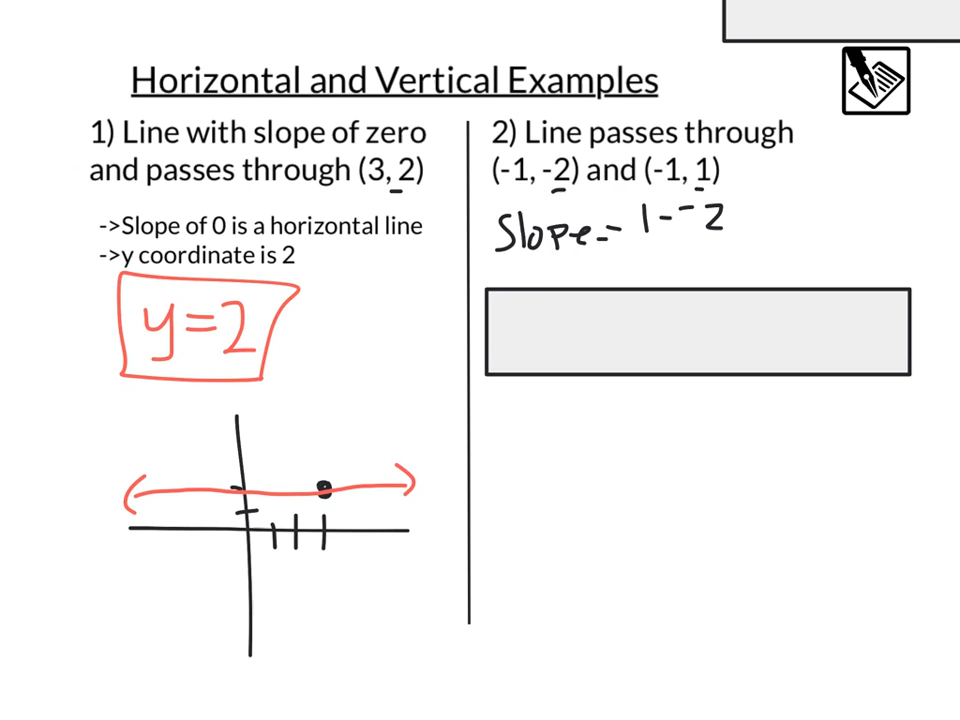 Horizontal and Vertical Examples
1) Line with slope of zero
and passes through (3, 2)
->Slope of 0 is a horizontal line
->y coordinate is 2
y=2
2) Line passes through
(-1, -2) and (-1, 1)
Slope= 1--2